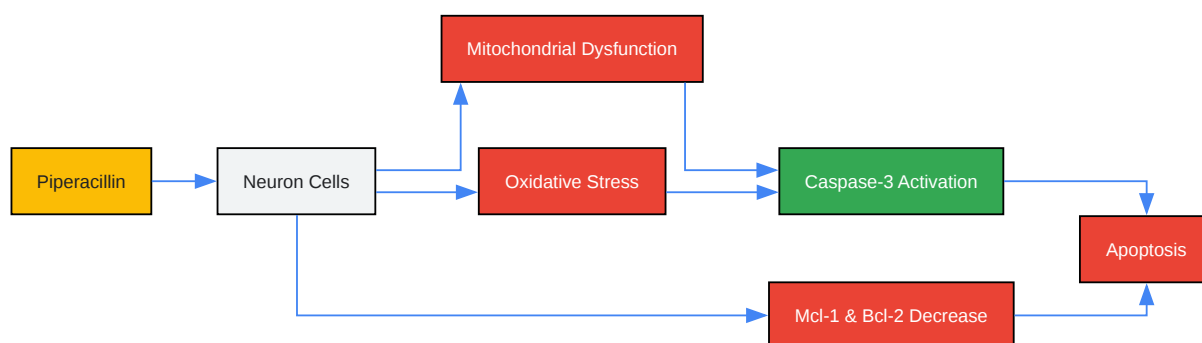 Mitochondrial Dysfunction
Piperacillin
Neuron Cells
Oxidative Stress
Caspase-3 Activation
Apoptosis
Mcl-1 & Bcl-2 Decrease